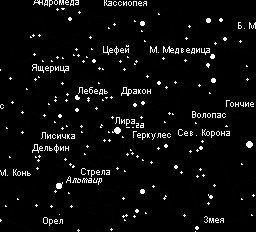 Андромеда
Кассиопея
Б. М
Цефей
М. Медведица
Ящерица
Лебедь
Дракон
Гончие
с
Волопас
Лира
Вега
Лисичка
Геркулес
Сев. Корона
Дельфин
М. Конь
Стрела
Альтаир
Орел
Змея